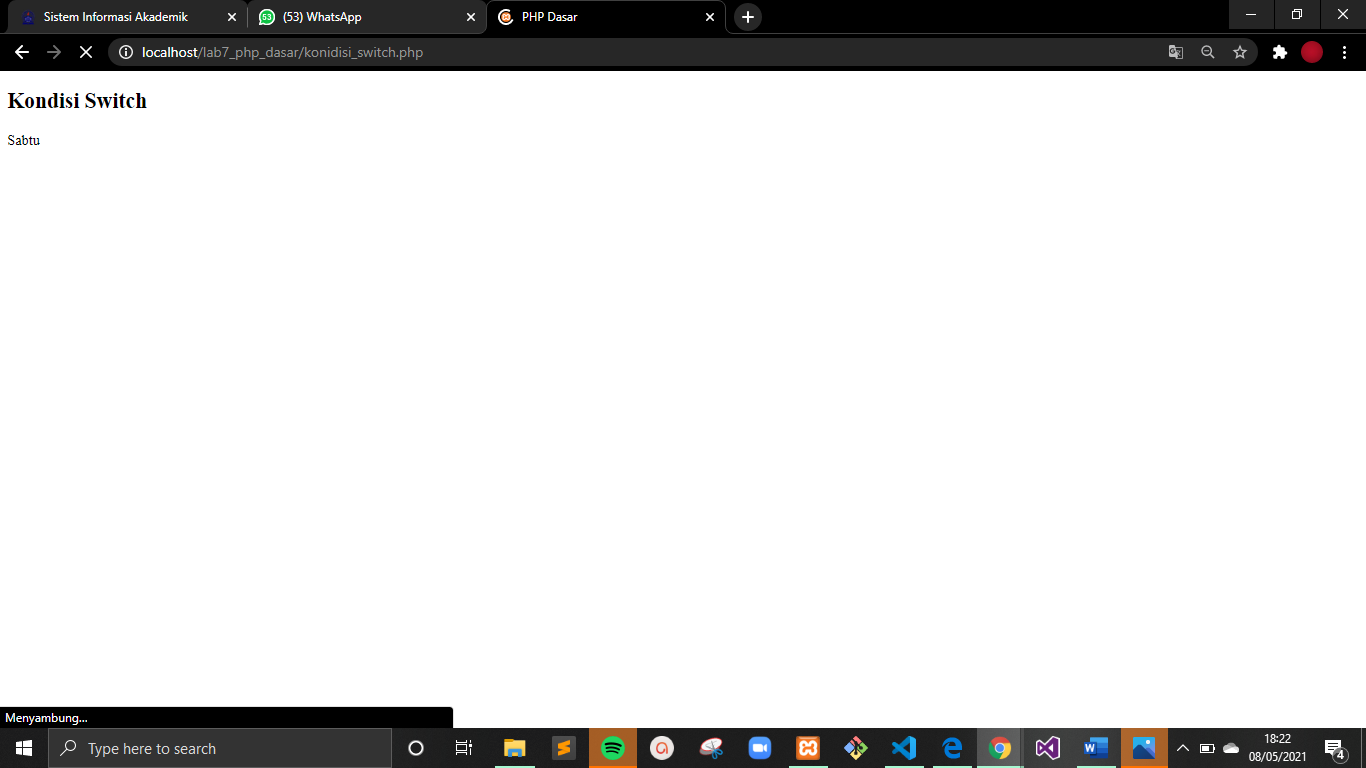 Sistem Informasi Akademik
(53) WhatsApp
PHP Dasar
localhost/lab7_php_dasar/konidisi_switch.php
Kondisi Switch
Sabtu
Menyambung...
Type here to search
18:22
08/05/2021
4